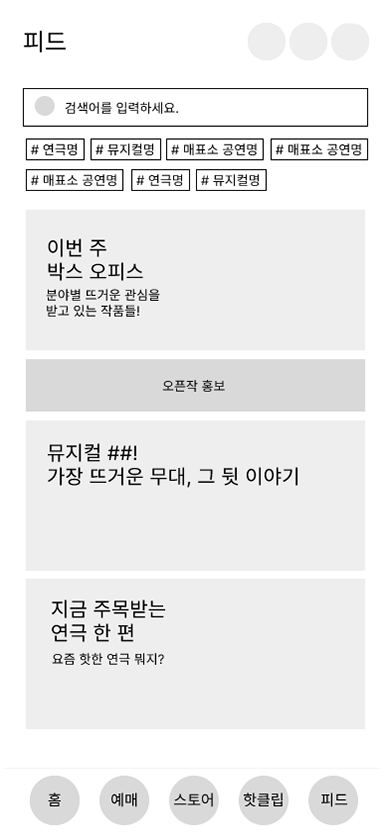 피드
검색어를 입력하세요.
# 연극명 # 뮤지컬명 # 매표소 공연명 # 매표소 공연명
# 매표소 공연명 # 연극명 # 뮤지컬명
이번 주
박스 오피스
분야별 뜨거운 관심을
받고 있는 작품들!
오픈작 홍보
뮤지컬 ##!
가장 뜨거운 무대, 그 뒷 이야기
지금 주목받는
연극 한 편
요즘 핫한 연극 뭐지?
홈 예매 스토어 핫클립 피드